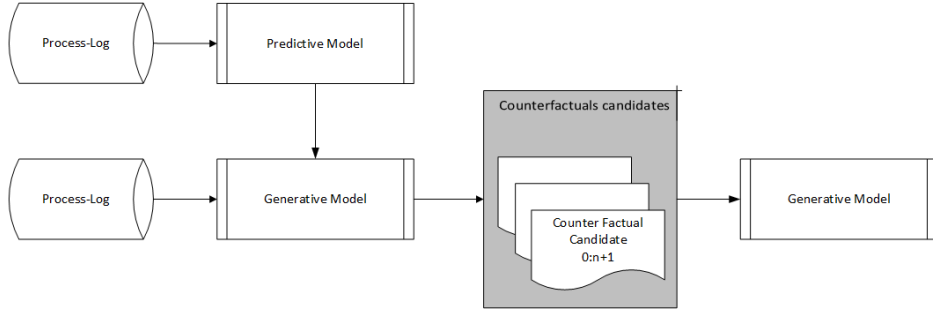 Process-Log
Predictive Model
Counterfactuals candidates
Process-Log
Generative Model
Counter Factual
Candidate
0:n+1
Generative Model